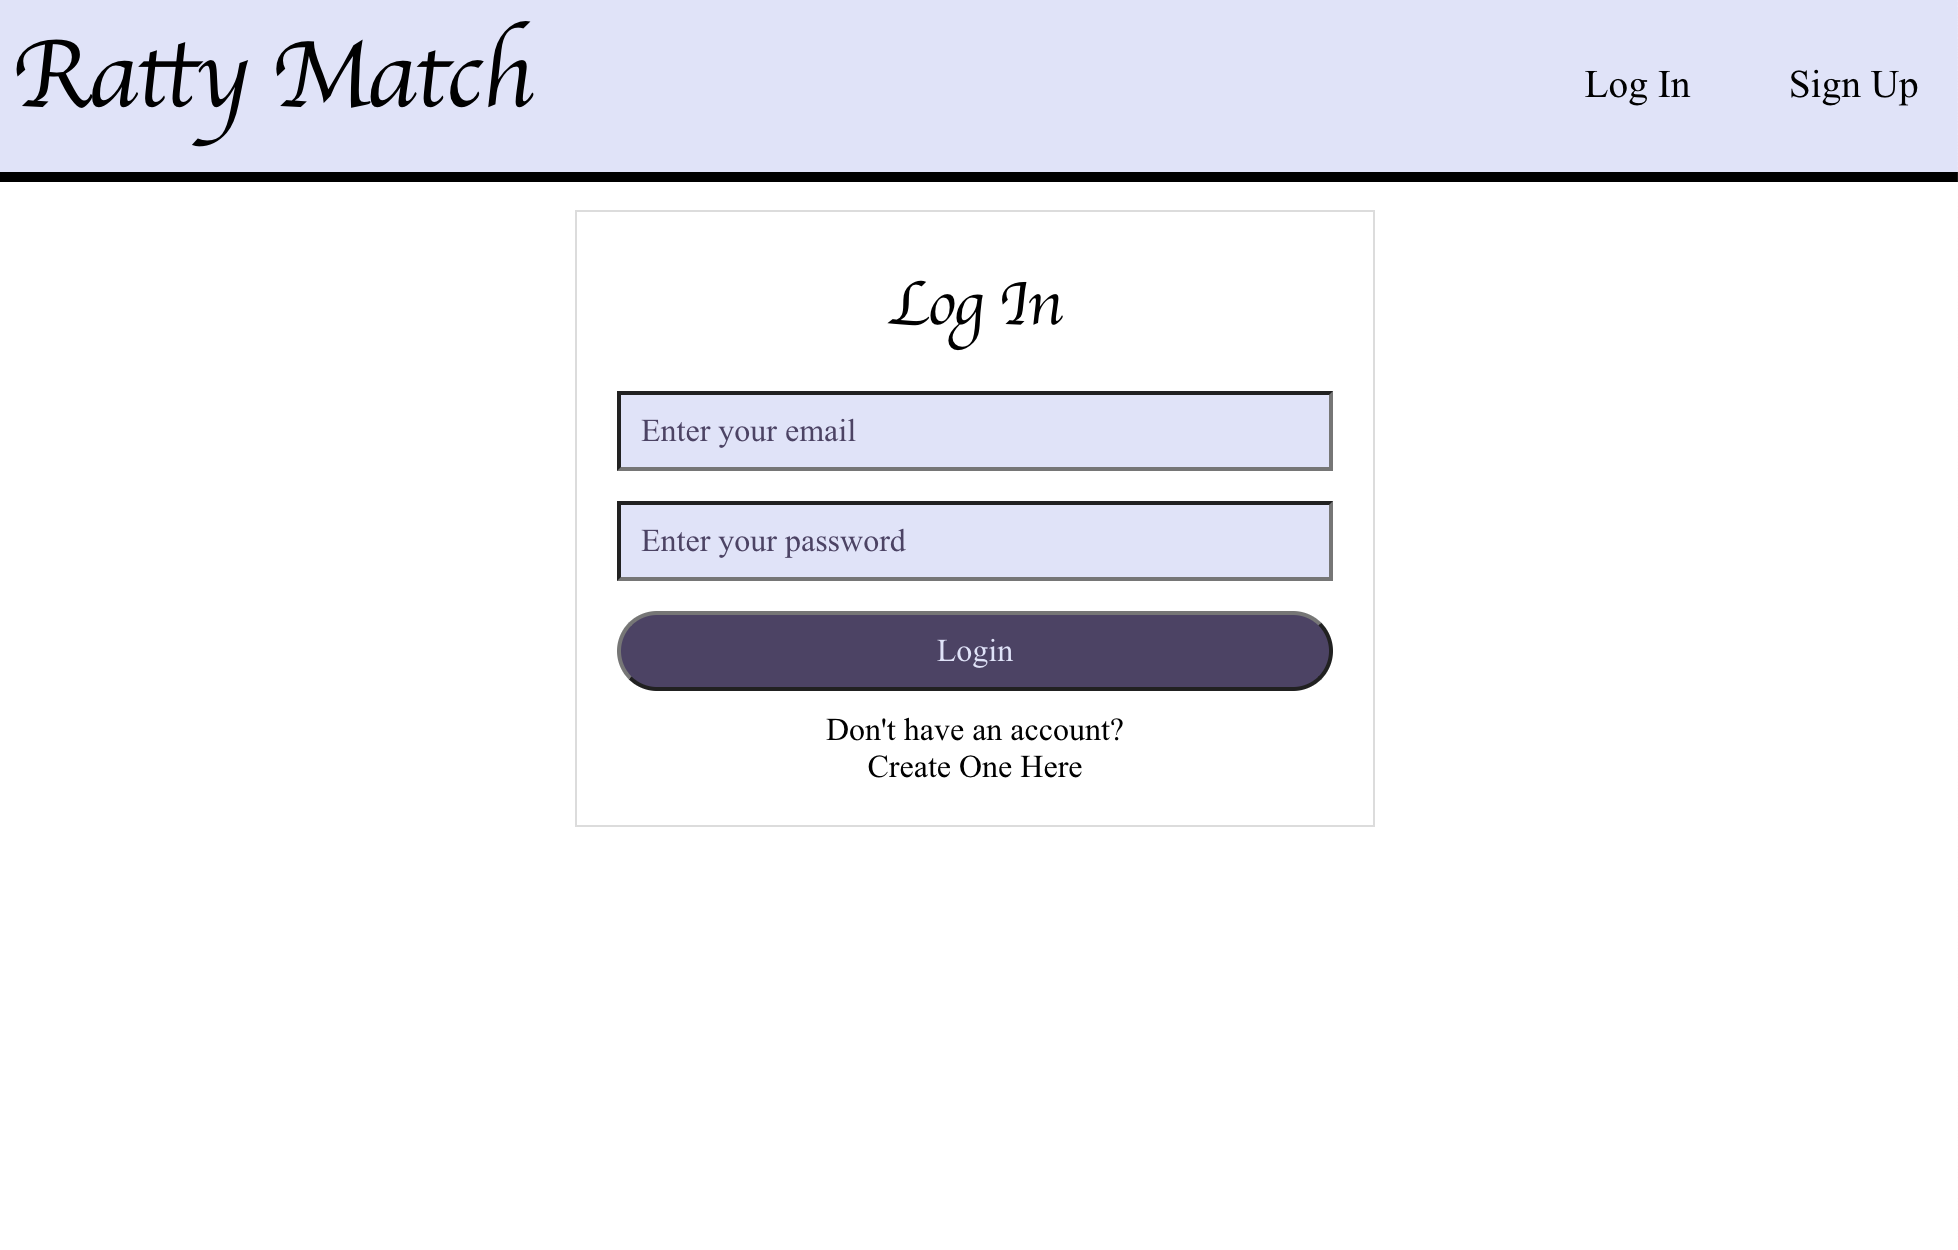 Ratty Match
Log In
Sign Up
Log In
Enter your email
Enter your password
Login
Don't have an account?
Create One Here